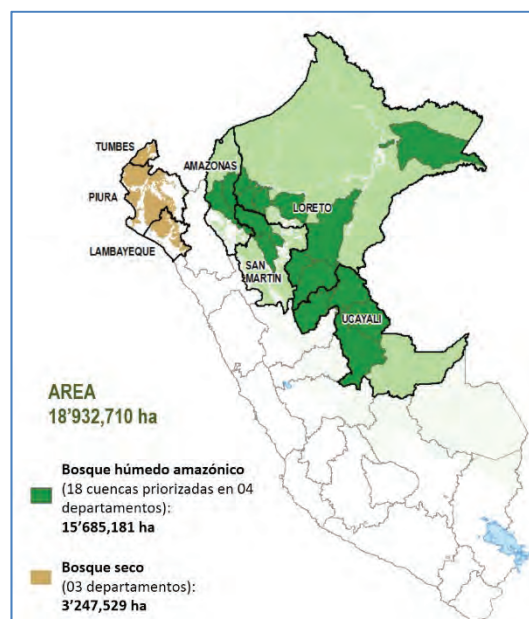 TUMBES
AMAZONAS
PIURA
LORETO
LAMBAYEQUE
SAN
MARTIN
UCAYALI
AREA
18'932,710 ha
Bosque húmedo amazónico
(18 cuencas priorizadas en 04
departamentos):
15'685,181 ha
Bosque seco
(03 departamentos):
3'247,529 ha